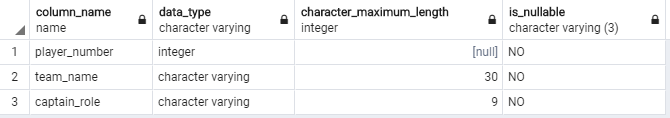 column_name data_type character_maximum_length is_nullable
name character varying integer character varying (3)
1 player_number integer [null] NO
2 team_name character varying 30 NO
3 captain_role character varying 9 NO